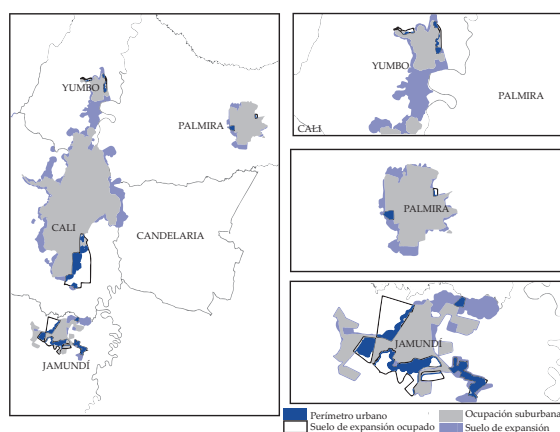 YUMBO
PALMIRA
CALI
CANDELARIA
JAMUNDÍ
YUMBO
PALMIRA
CALI
PALMIRA
JAMUNDÍ
Perímetro urbano
Suelo de expansión ocupado
Ocupación suburbana
Suelo de expansión